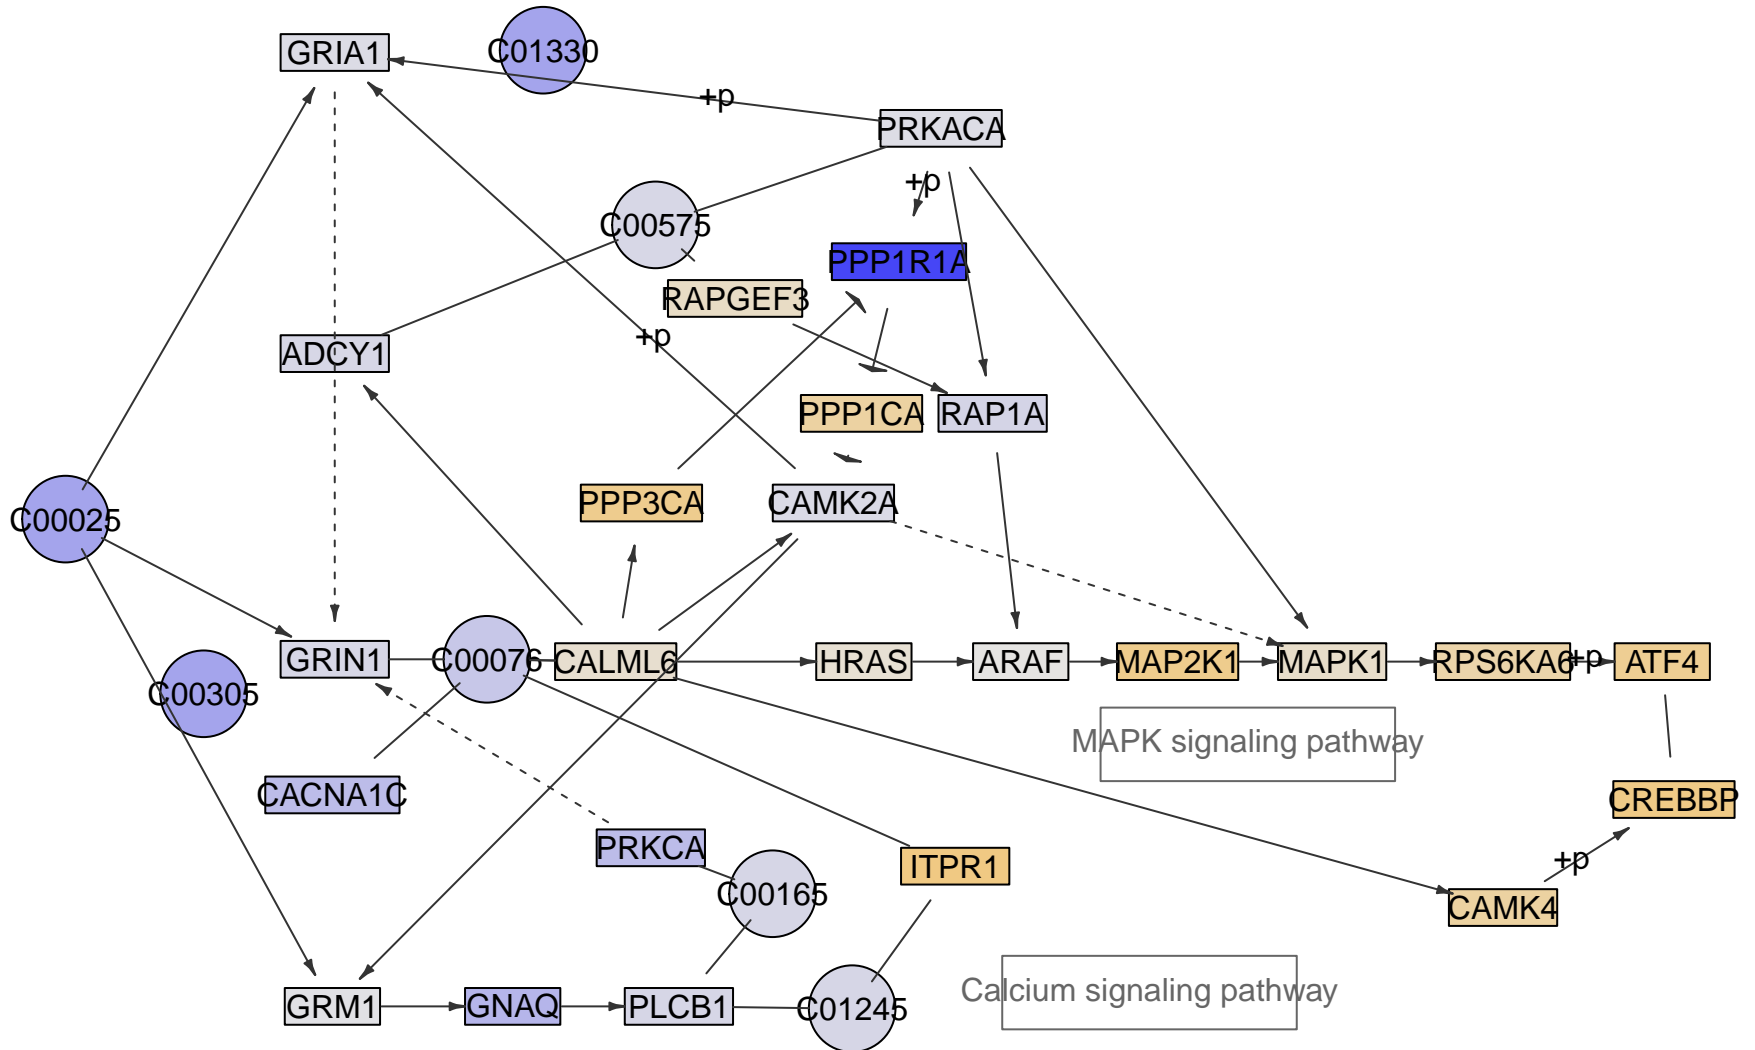 GRIA1
C01330
+p
PRKACA
+p
C00575
PPP1R1A
RAPGEF3
+p
ADCY1
PPP1CA
RAP1A
PPP3CA
CAMK2A
C00025
GRIN1
C00076
CALML6
HRAS
ARAF
MAP2K1
MAPK1
RPS6KA6
+p
ATF4
C00305
MAPK signaling pathway
CACNA1C
CREBBP
PRKCA
ITPR1
+p
C00165
CAMK4
Calcium signaling pathway
GRM1
GNAQ
PLCB1
C01245